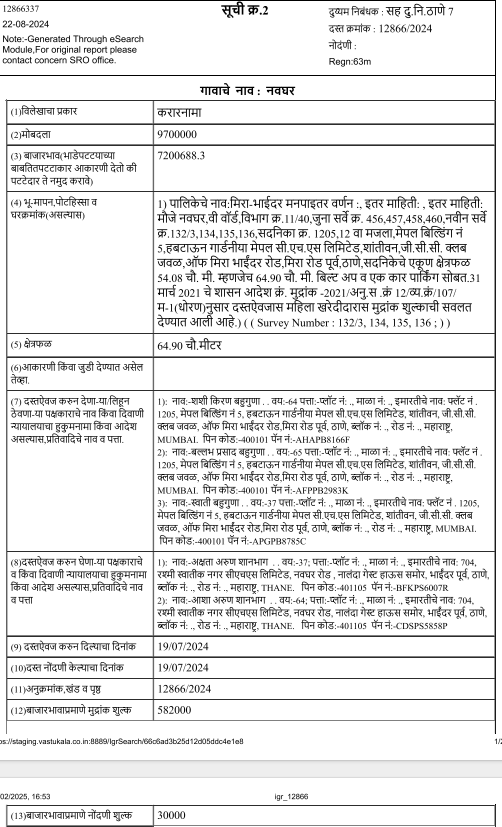 12866337
सूची क्र.2
दुय्यम निबंधक : सह दु.नि.ठाणे 7
22-08-2024
दस्त क्रमांक : 12866/2024
Note:-Generated Through eSearch
Module,For original report please
contact concern SRO office.
नोदंणी :
Regn:63m
गावाचे नाव : नवघर
(1)विलेखाचा प्रकार
करारनामा
(2)मोबदला
9700000
(3) बाजारभाव(भाडेपटटयाच्या
बाबतितपटटाकार आकारणी देतो की
पटटेदार ते नमुद करावे)
7200688.3
(4) भू-मापन,पोटहिस्सा व
घरक्रमांक(असल्यास)
1) पालिकेचे नाव:मिरा-भाईंदर मनपाइतर वर्णन :, इतर माहिती: , इतर माहिती:
मौजे नवघर,वी वॉर्ड,विभाग क्र.11/40,जुना सर्वे क्र. 456,457,458,460,नवीन सर्वे
क्र.132/3,134,135,136,सदनिका क्र. 1205,12 वा मजला,मेपल बिल्डिंग नं
5,हबटाऊन गार्डनीया मेपल सी.एच.एस लिमिटेड,शांतीवन,जी.सी.सी. क्लब
जवळ,ऑफ मिरा भाईंदर रोड,मिरा रोड पूर्व,ठाणे,सदनिकेचे एकूण क्षेत्रफळ
54.08 चौ. मी. म्हणजेच 64.90 चौ. मी. बिल्ट अप व एक कार पार्किंग सोबत.31
मार्च 2021 चे शासन आदेश क्रं. मुद्रांक -2021/अनु.स .क्रं 12/व्य.क्रं/107/
म-1(धोरण)नुसार दस्तऐवजास महिला खरेदीदारास मुद्रांक शुल्काची सवलत
देण्यात आली आहे.) ( ( Survey Number : 132/3, 134, 135, 136 ; ) )
(5) क्षेत्रफळ
64.90 चौ.मीटर
(6)आकारणी किंवा जुडी देण्यात असेल
तेव्हा.
(7) दस्तऐवज करुन देणा-या/लिहून
ठेवणा-या पक्षकाराचे नाव किंवा दिवाणी
न्यायालयाचा हुकुमनामा किंवा आदेश
असल्यास,प्रतिवादिचे नाव व पत्ता.
1): नाव:-शशी किरण बहुगुणा . . वय:-64 पत्ता:-प्लॉट नं: ., माळा नं: ., इमारतीचे नाव: फ्लॅट नं .
1205, मेपल बिल्डिंग नं 5, हबटाऊन गार्डनीया मेपल सी.एच.एस लिमिटेड, शांतीवन, जी.सी.सी.
क्लब जवळ, ऑफ मिरा भाईंदर रोड,मिरा रोड पूर्व, ठाणे, ब्लॉक नं: ., रोड नं: ., महाराष्ट्र,
MUMBAI. पिन कोड:-400101 पॅन नं:-AHAPB8166F
2): नाव:-बल्लभ प्रसाद बहुगुणा . . वय:-65 पत्ता:-प्लॉट नं: ., माळा नं: ., इमारतीचे नाव: फ्लॅट नं .
1205, मेपल बिल्डिंग नं 5, हबटाऊन गार्डनीया मेपल सी.एच.एस लिमिटेड, शांतीवन, जी.सी.सी.
क्लब जवळ, ऑफ मिरा भाईंदर रोड,मिरा रोड पूर्व, ठाणे, ब्लॉक नं: ., रोड नं: ., महाराष्ट्र,
MUMBAI. पिन कोड:-400101 पॅन नं:-AFPPB2983K
3): नाव:-स्वाती बहुगुणा . . वय:-37 पत्ता:-प्लॉट नं: ., माळा नं: ., इमारतीचे नाव: फ्लॅट नं . 1205,
मेपल बिल्डिंग नं 5, हबटाऊन गार्डनीया मेपल सी.एच.एस लिमिटेड, शांतीवन, जी.सी.सी. क्लब
जवळ, ऑफ मिरा भाईंदर रोड,मिरा रोड पूर्व, ठाणे, ब्लॉक नं: ., रोड नं: ., महाराष्ट्र, MUMBAI.
पिन कोड:-400101 पॅन नं:-APGPB8785C
(8)दस्तऐवज करुन घेणा-या पक्षकाराचे
व किंवा दिवाणी न्यायालयाचा हुकुमनामा
किंवा आदेश असल्यास,प्रतिवादिचे नाव
व पत्ता
1): नाव:-अक्षता अरुण शानभाग . . वय:-37; पत्ता:-प्लॉट नं: ., माळा नं: ., इमारतीचे नाव: 704,
रश्मी स्वातीक नगर सीएचएस लिमिटेड, नवघर रोड , नालंदा गेस्ट हाऊस समोर, भाईंदर पूर्व, ठाणे,
ब्लॉक नं: ., रोड नं: ., महाराष्ट्र, THANE. पिन कोड:-401105 पॅन नं:-BFKPS6007R
2): नाव:-आशा अरुण शानभाग . . वय:-64; पत्ता:-प्लॉट नं: ., माळा नं: ., इमारतीचे नाव: 704,
रश्मी स्वातीक नगर सीएचएस लिमिटेड, नवघर रोड, नालंदा गेस्ट हाऊस समोर, भाईंदर पूर्व, ठाणे,
ब्लॉक नं: ., रोड नं: ., महाराष्ट्र, THANE. पिन कोड:-401105 पॅन नं:-CDSPS5858P
(9) दस्तऐवज करुन दिल्याचा दिनांक
19/07/2024
(10)दस्त नोंदणी केल्याचा दिनांक
19/07/2024
(11)अनुक्रमांक,खंड व पृष्ठ
12866/2024
(12)बाजारभावाप्रमाणे मुद्रांक शुल्क
582000
ps://staging.vastukala.co.in:8889/IgrSearch/66c6ad3b25d12d05ddc4e1e8
1/2
02/2025, 16:53
igr_12866
(13)बाजारभावाप्रमाणे नोंदणी शुल्क
30000